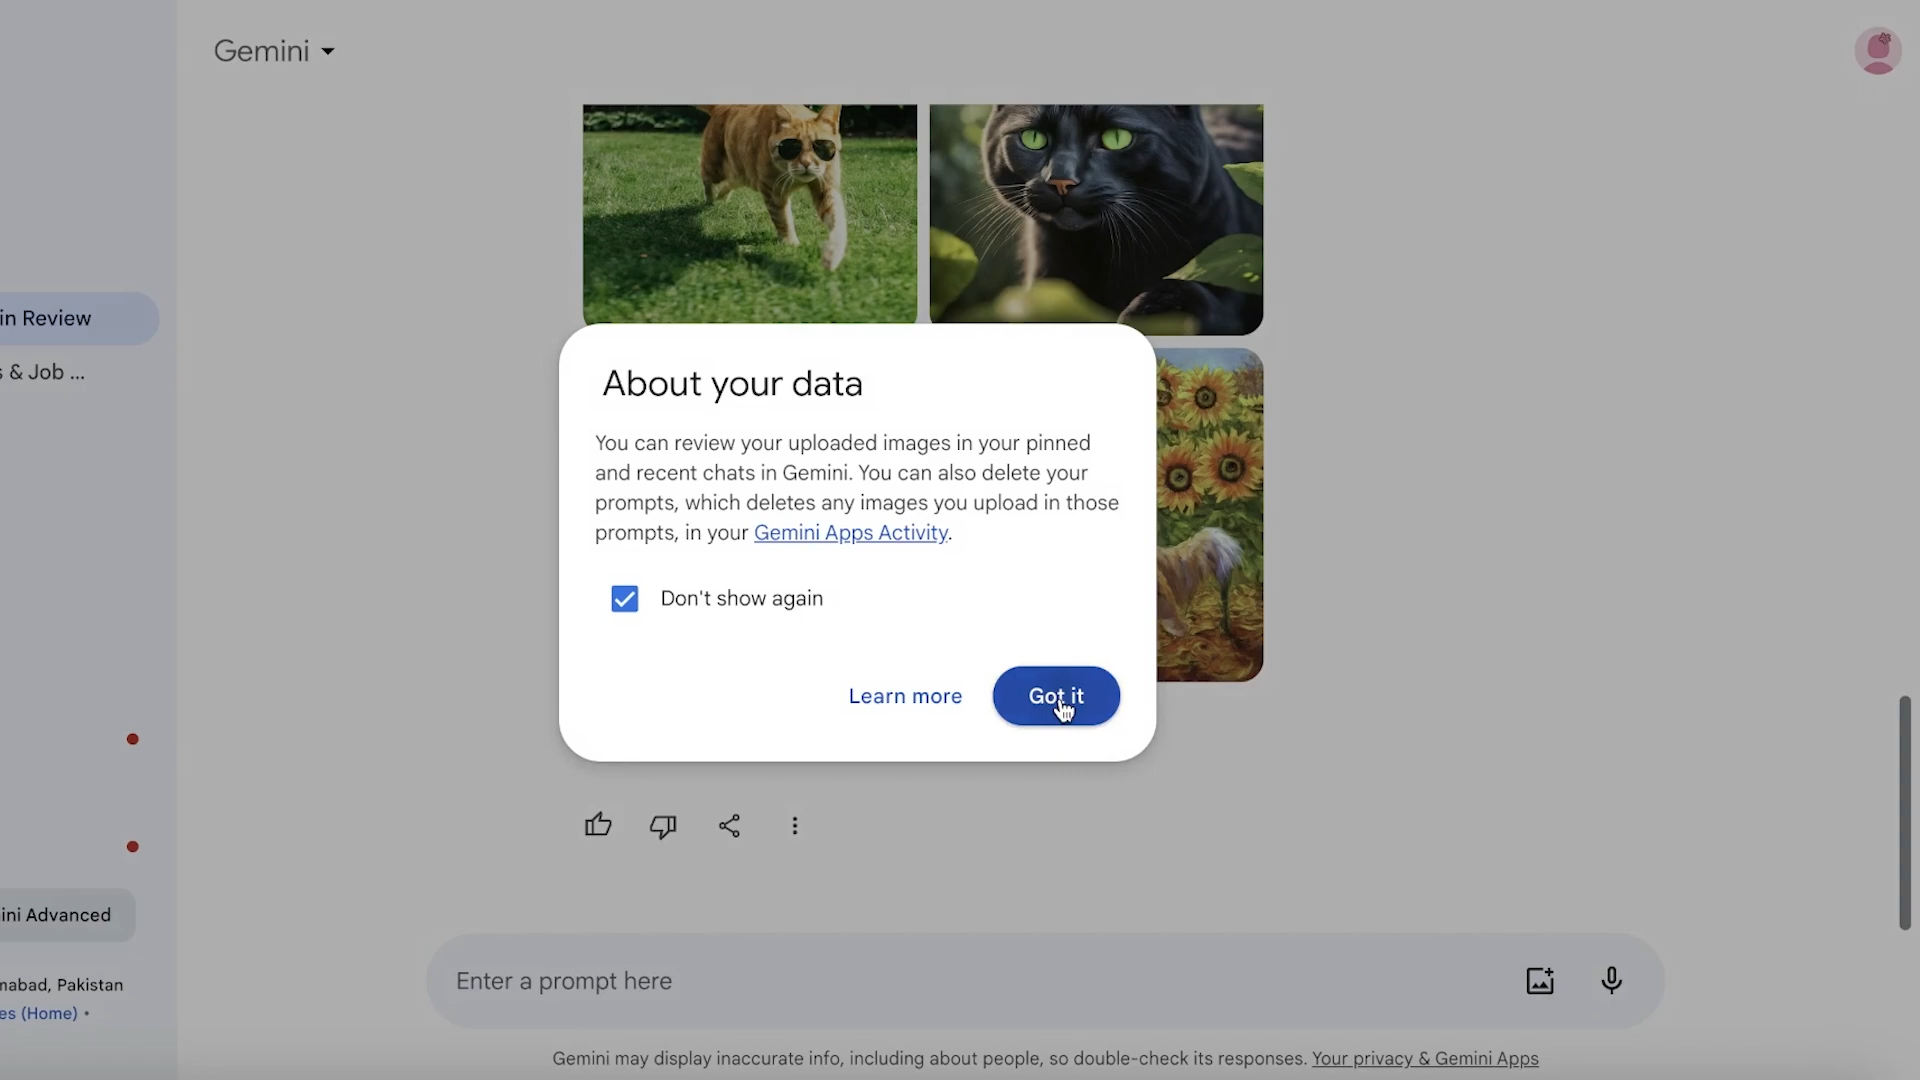 Gemini
in Review
s & Job ...
About your data
You can review your uploaded images in your pinned
and recent chats in Gemini. You can also delete your
prompts, which deletes any images you upload in those
prompts, in your Gemini Apps Activity.
Don't show again
Learn more
Got it
ini Advanced
mabad, Pakistan
es (Home) •
Enter a prompt here
Gemini may display inaccurate info, including about people, so double-check its responses. Your privacy & Gemini Apps